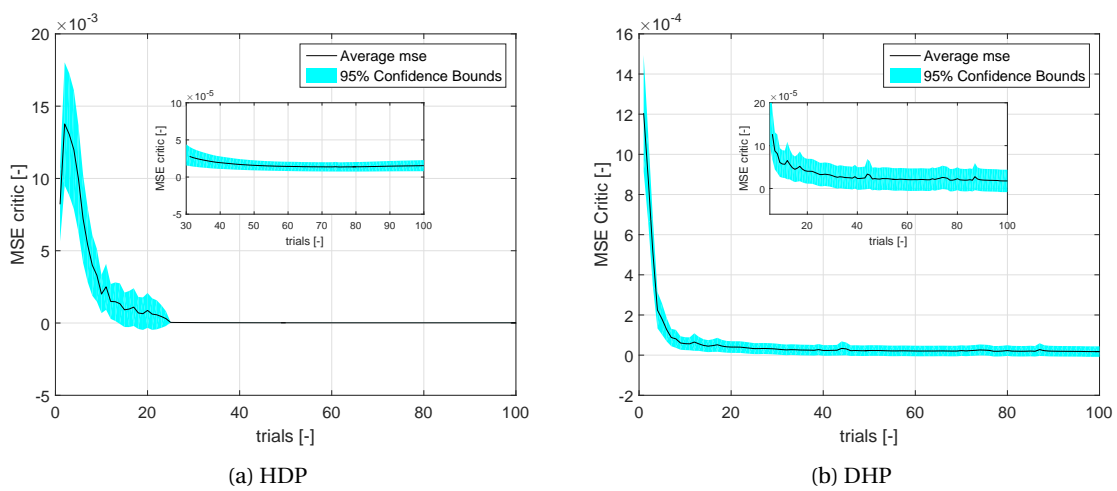 ×10⁻³
20
15
10
5
0
-5
MSE critic [-]
0 20 40 60 80 100
trials [-]
Average mse
95% Confidence Bounds
×10⁻⁵
10
5
0
-5
MSE critic [-]
30 40 50 60 70 80 90 100
trials [-]
(a) HDP
×10⁻⁴
16
14
12
10
8
6
4
2
0
-2
MSE Critic [-]
0 20 40 60 80 100
trials [-]
Average mse
95% Confidence Bounds
×10⁻⁵
20
10
0
MSE critic [-]
20 40 60 80 100
trials [-]
(b) DHP